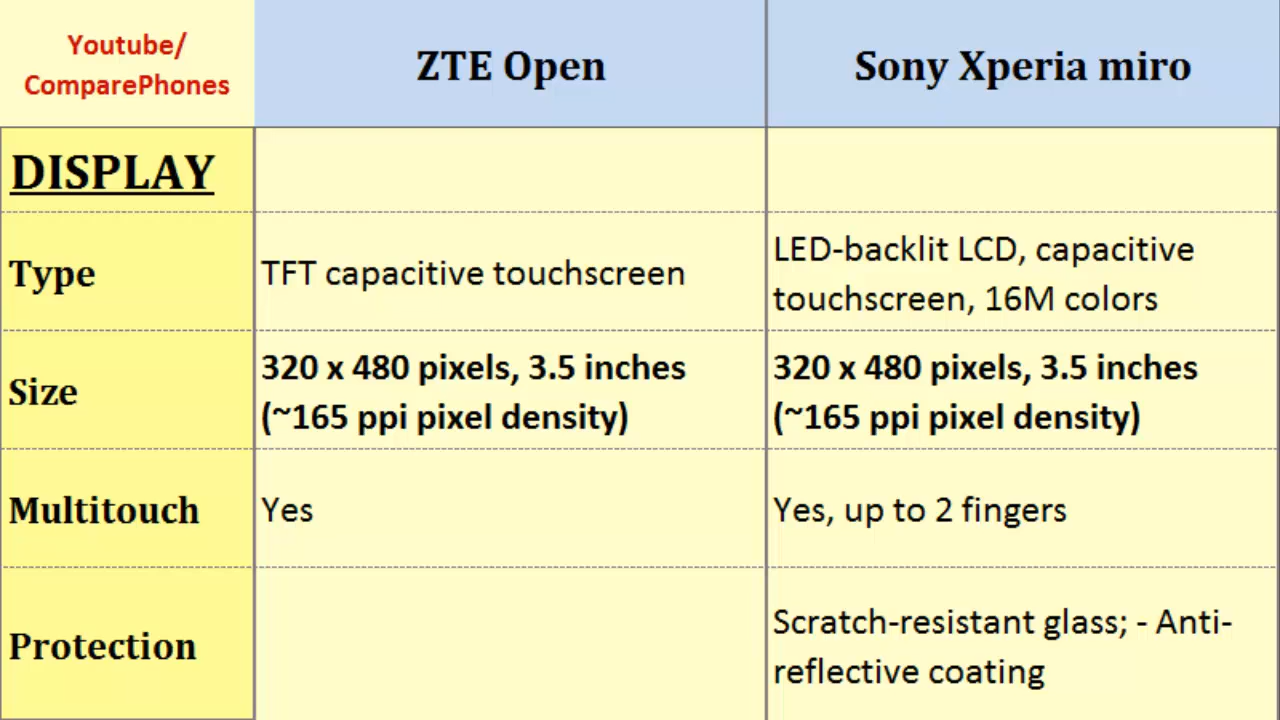 Youtube/
ComparePhones
ZTE Open
Sony Xperia miro
DISPLAY
Type
TFT capacitive touchscreen
LED-backlit LCD, capacitive
touchscreen, 16M colors
Size
320 x 480 pixels, 3.5 inches
(~165 ppi pixel density)
320 x 480 pixels, 3.5 inches
(~165 ppi pixel density)
Multitouch
Yes
Yes, up to 2 fingers
Protection
Scratch-resistant glass; - Anti-
reflective coating